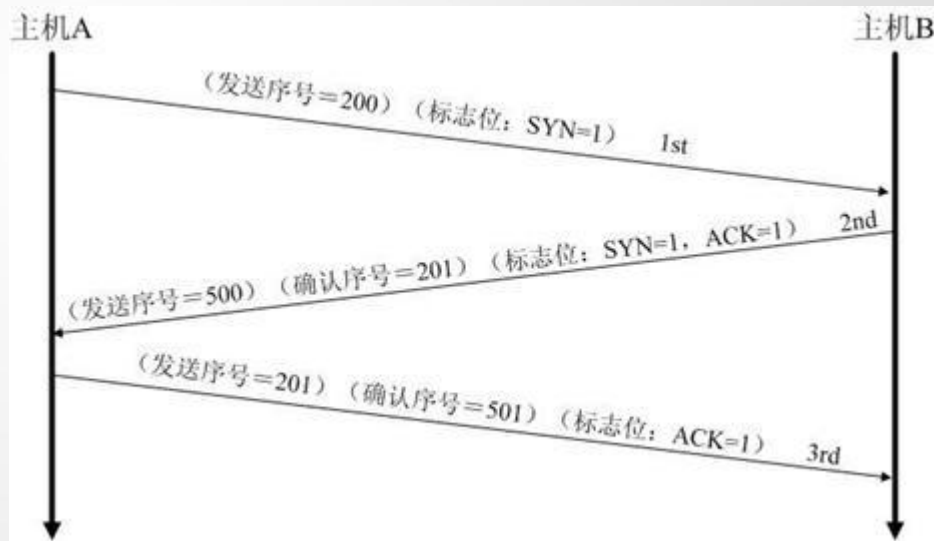 主机A
主机B
（发送序号＝200）（标志位：SYN=1） 1st
（发送序号＝500）（确认序号＝201）（标志位：SYN=1，ACK=1） 2nd
（发送序号＝201）（确认序号＝501）（标志位：ACK=1） 3rd